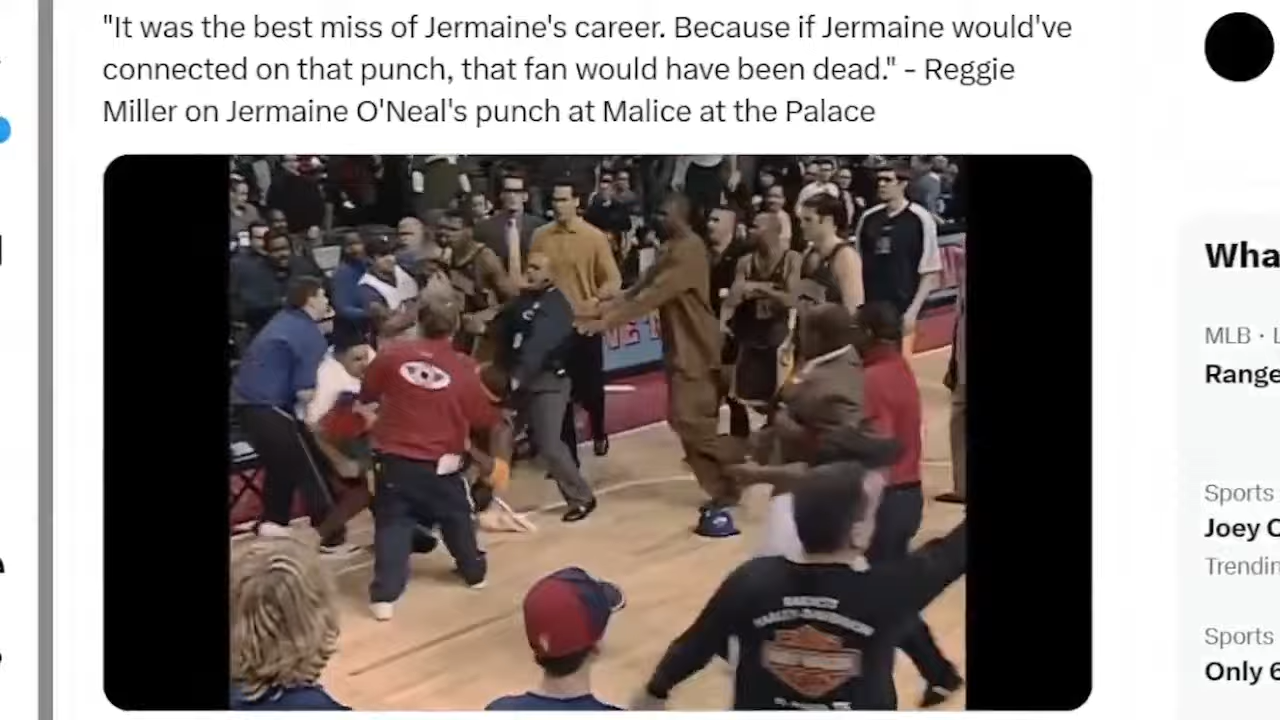 "It was the best miss of Jermaine's career. Because if Jermaine would've
connected on that punch, that fan would have been dead." - Reggie
Miller on Jermaine O'Neal's punch at Malice at the Palace
Wha
MLB · L
Range
Sports
Joey C
Trendin
Sports
Only 6
HARLEY-DAVIDSON